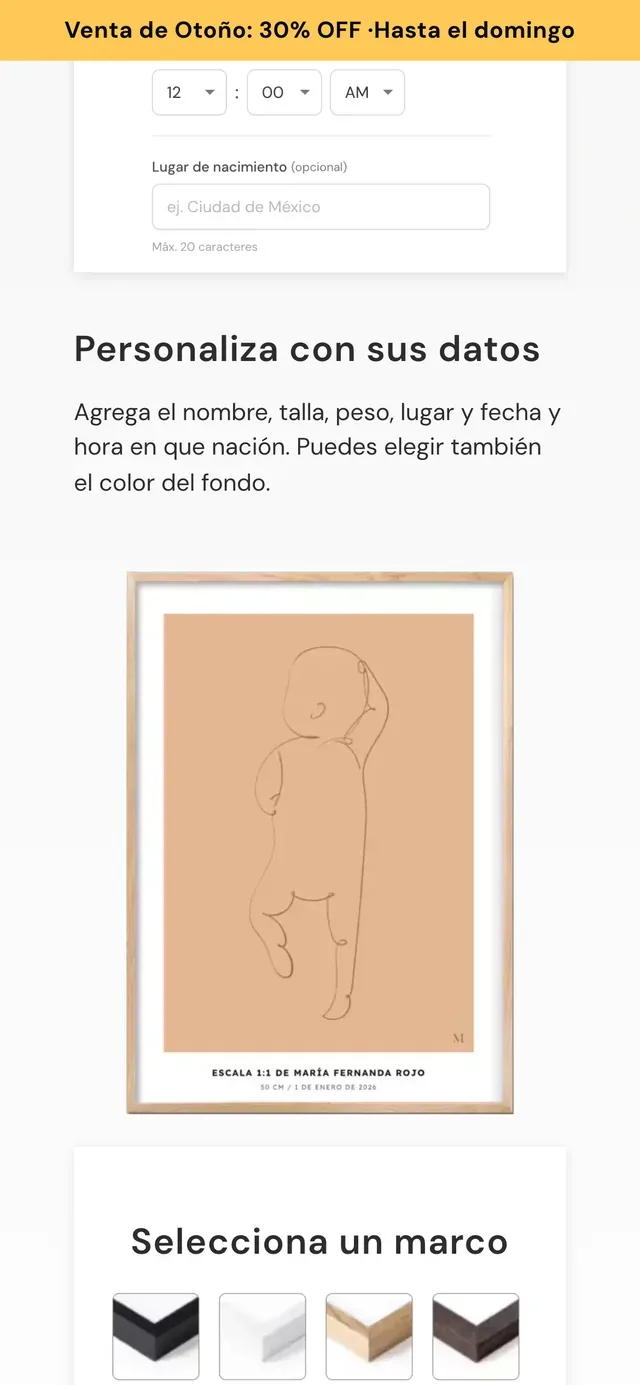 Venta de Otoño: 30% OFF ·Hasta el domingo
12 : 00 AM
Lugar de nacimiento (opcional)
ej. Ciudad de México
Máx. 20 caracteres
Personaliza con sus datos
Agrega el nombre, talla, peso, lugar y fecha y
hora en que nación. Puedes elegir también
el color del fondo.
M
ESCALA 1:1 DE MARÍA FERNANDA ROJO
50 CM / 1 DE ENERO DE 2026
Selecciona un marco